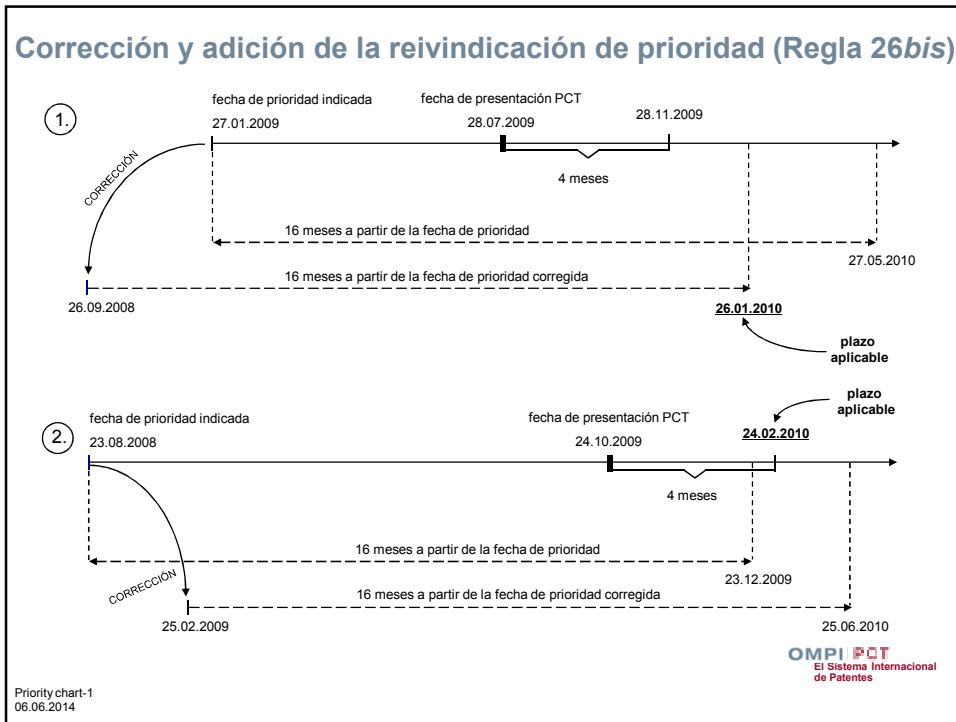 Corrección y adición de la reivindicación de prioridad (Regla 26bis)
1.
fecha de prioridad indicada
27.01.2009
fecha de presentación PCT
28.07.2009
28.11.2009
CORRECCIÓN
4 meses
16 meses a partir de la fecha de prioridad
27.05.2010
16 meses a partir de la fecha de prioridad corregida
26.09.2008
26.01.2010
plazo
aplicable
plazo
aplicable
2.
fecha de prioridad indicada
23.08.2008
fecha de presentación PCT
24.10.2009
24.02.2010
4 meses
16 meses a partir de la fecha de prioridad
23.12.2009
CORRECCIÓN
16 meses a partir de la fecha de prioridad corregida
25.02.2009
25.06.2010
OMPI PCT
El Sistema Internacional
de Patentes
Priority chart-1
06.06.2014